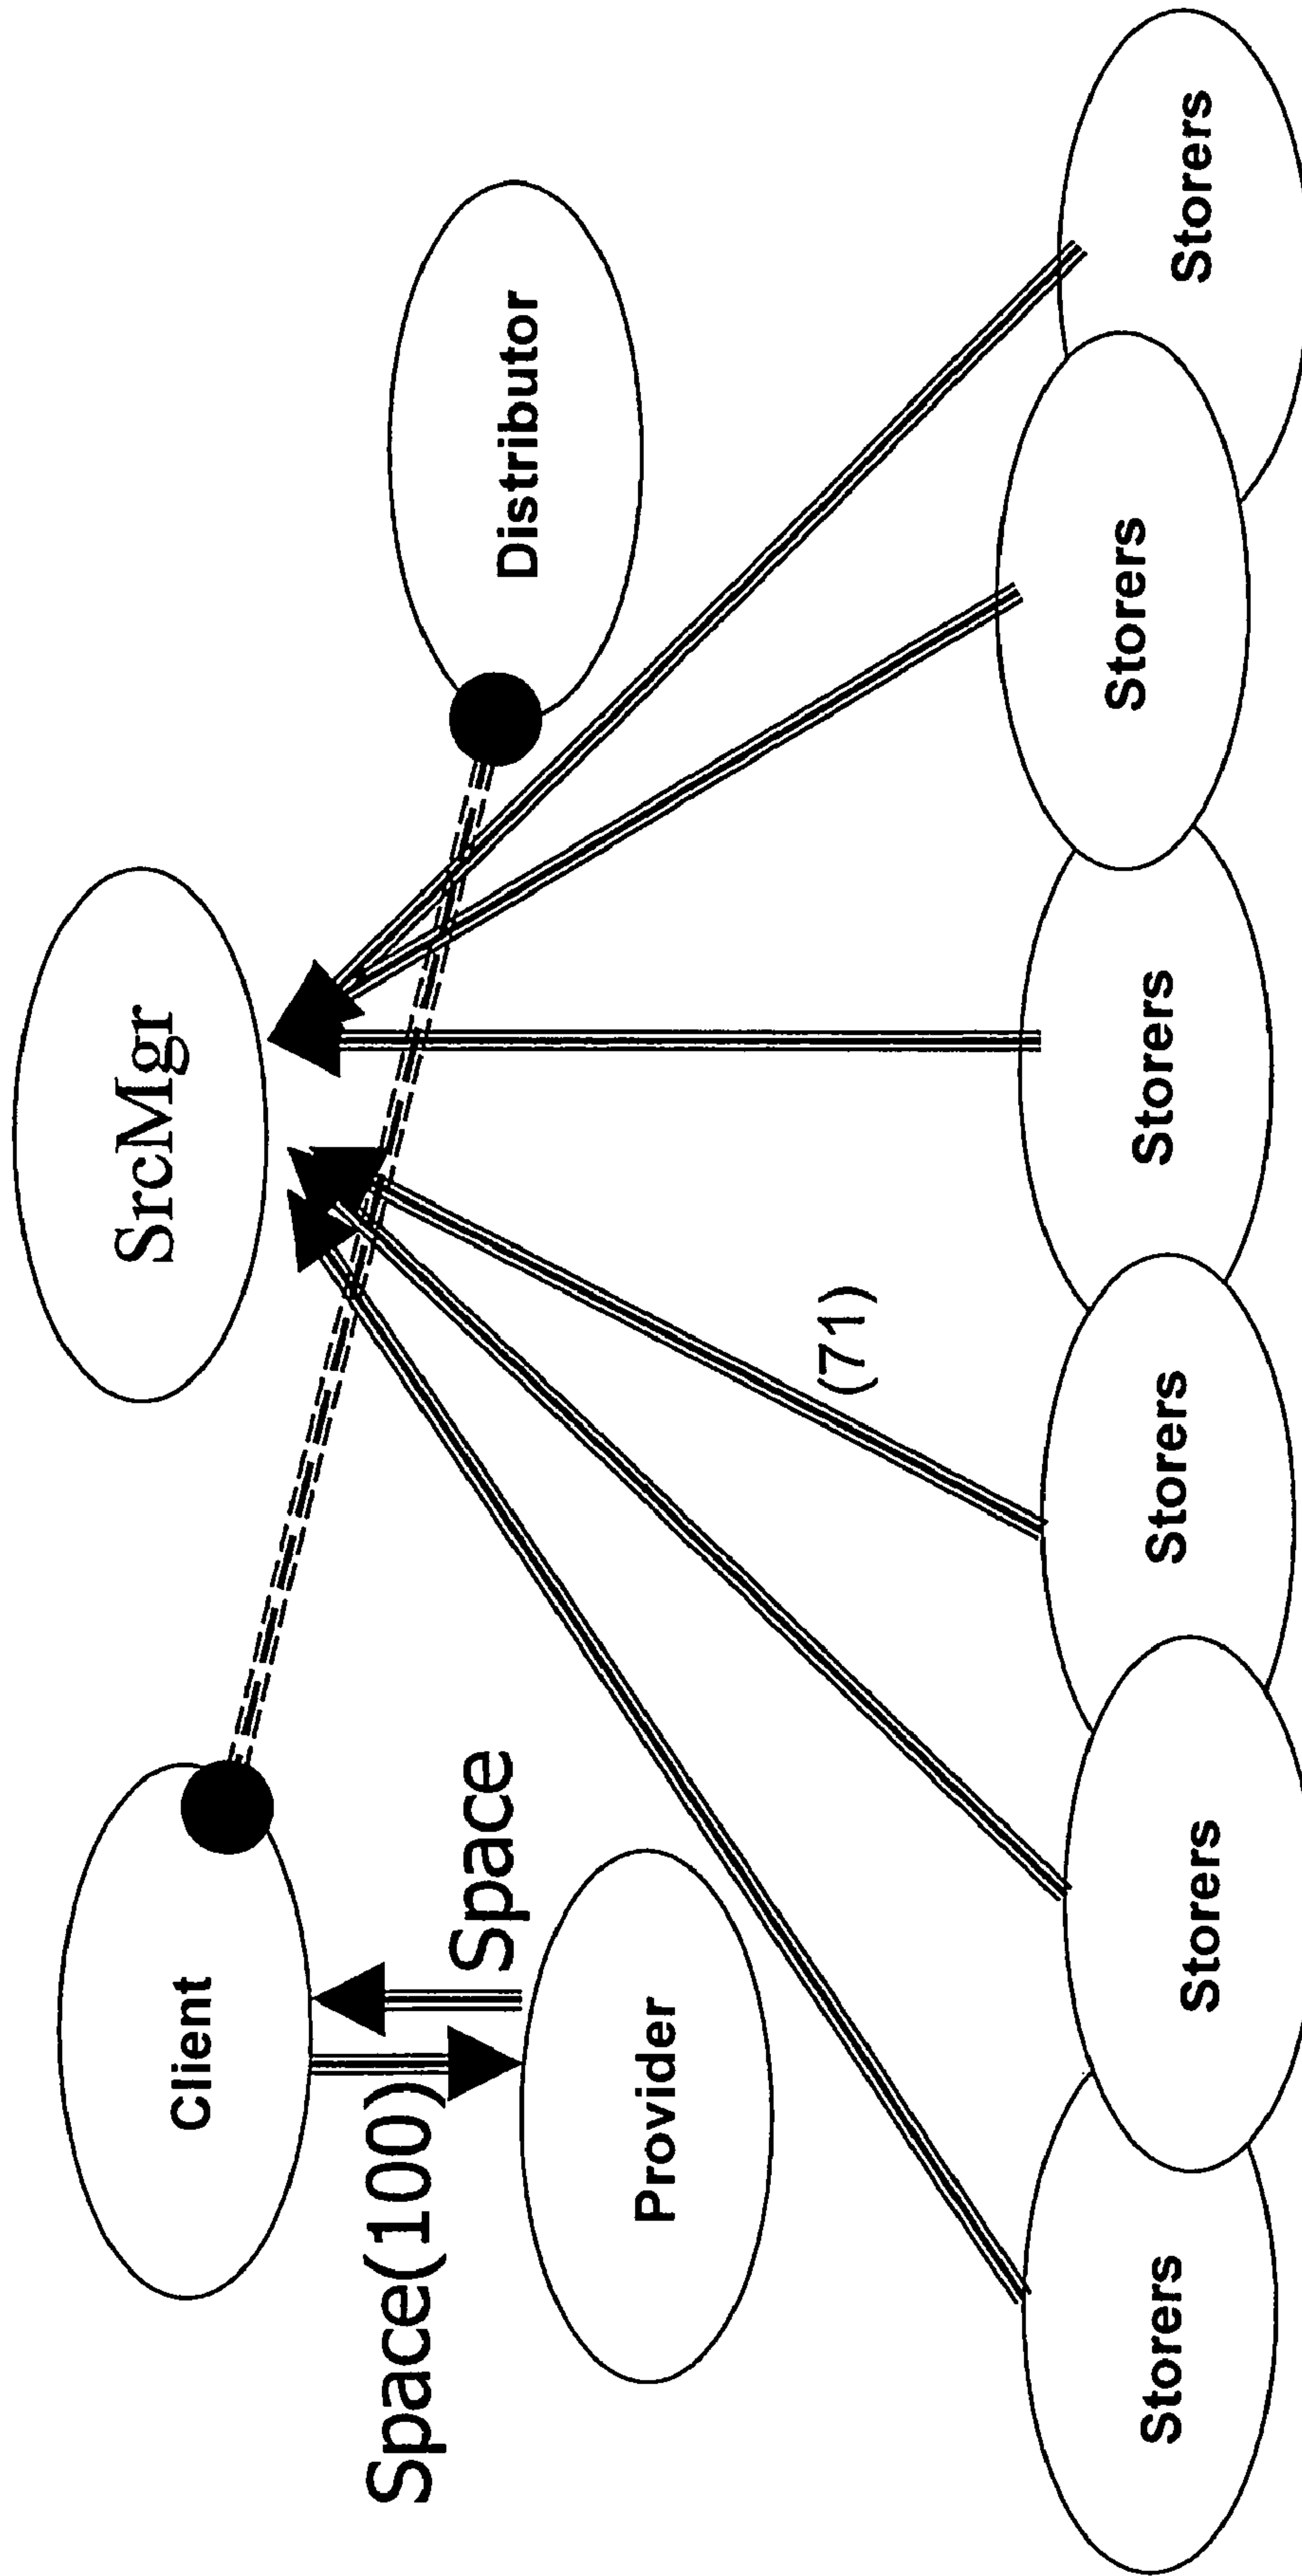 SrcMgr
Client
Space(100)
Space
Distributor
Provider
(71)
Storers
Storers
Storers
Storers
Storers
Storers